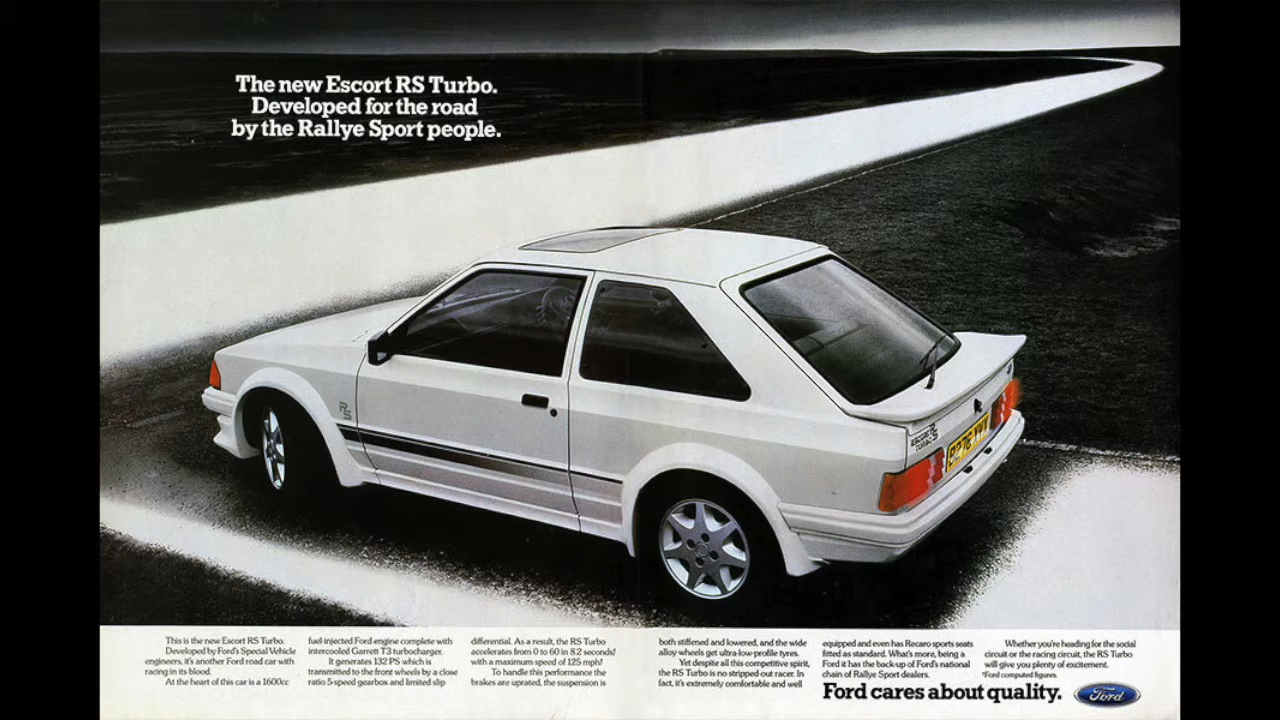 The new Escort RS Turbo.
Developed for the road
by the Rallye Sport people.
RS
ESCORT RS
TURBO
This is the new Escort RS Turbo.
Developed by Ford's Special Vehicle
engineers, it's another Ford road car with
racing in its blood.
At the heart of this car is a 1600cc
fuel-injected Ford engine complete with
intercooled Garrett T3 turbocharger.
It generates 132 PS which is
transmitted to the front wheels by a close
ratio 5-speed gearbox and limited slip
differential. As a result, the RS Turbo
accelerates from 0 to 60 in 8.2 seconds†
with a maximum speed of 125 mph†
To handle this performance the
brakes are uprated, the suspension is
both stiffened and lowered, and the wide
alloy wheels get ultra-low-profile tyres.
Yet despite all this competitive spirit,
the RS Turbo is no stripped out racer. In
fact, it's extremely comfortable and well
equipped and even has Recaro sports seats
fitted as standard. What's more, being a
Ford it has the back-up of Ford's national
chain of Rallye Sport dealers.
Whether you're heading for the social
circuit or the racing circuit, the RS Turbo
will give you plenty of excitement.
†Ford computed figures.
Ford cares about quality.
Ford